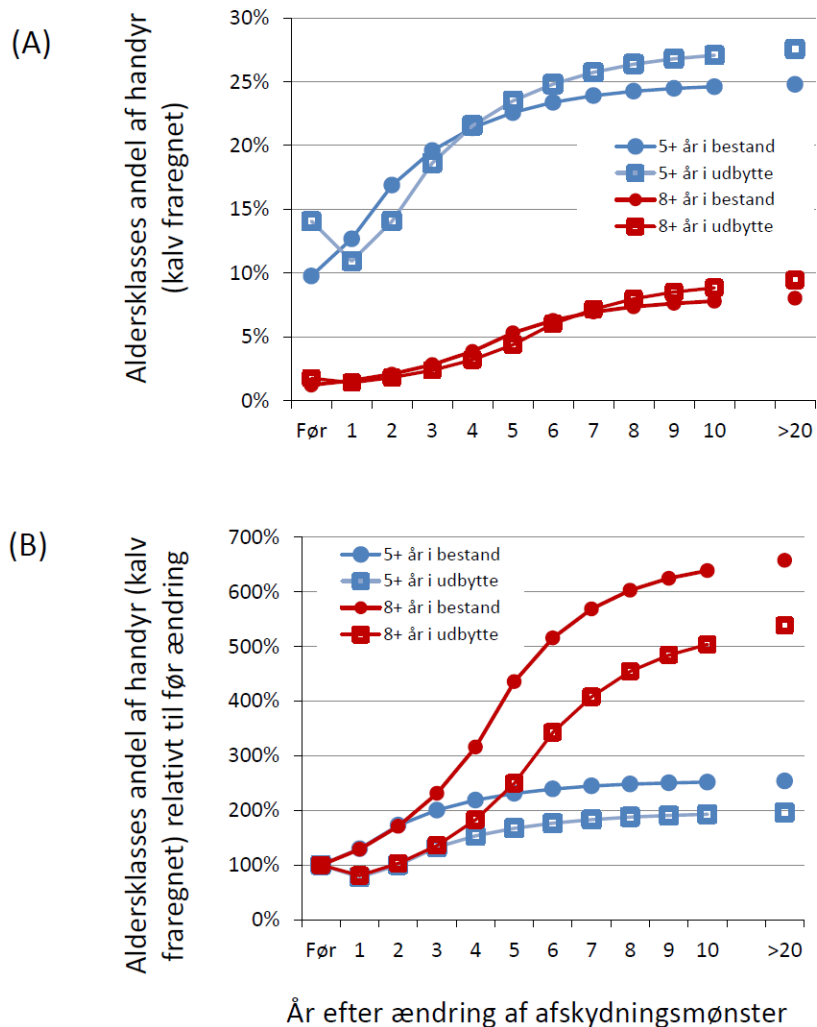 (A)
Aldersklasses andel af handyr
(kalv fraregnet)
30%
25%
20%
15%
10%
5%
0%
5+ år i bestand
5+ år i udbytte
8+ år i bestand
8+ år i udbytte
Før 1 2 3 4 5 6 7 8 9 10 >20
(B)
Aldersklasses andel af handyr (kalv
fraregnet) relativt til før ændring
700%
600%
500%
400%
300%
200%
100%
0%
5+ år i bestand
5+ år i udbytte
8+ år i bestand
8+ år i udbytte
Før 1 2 3 4 5 6 7 8 9 10 >20
År efter ændring af afskydningsmønster